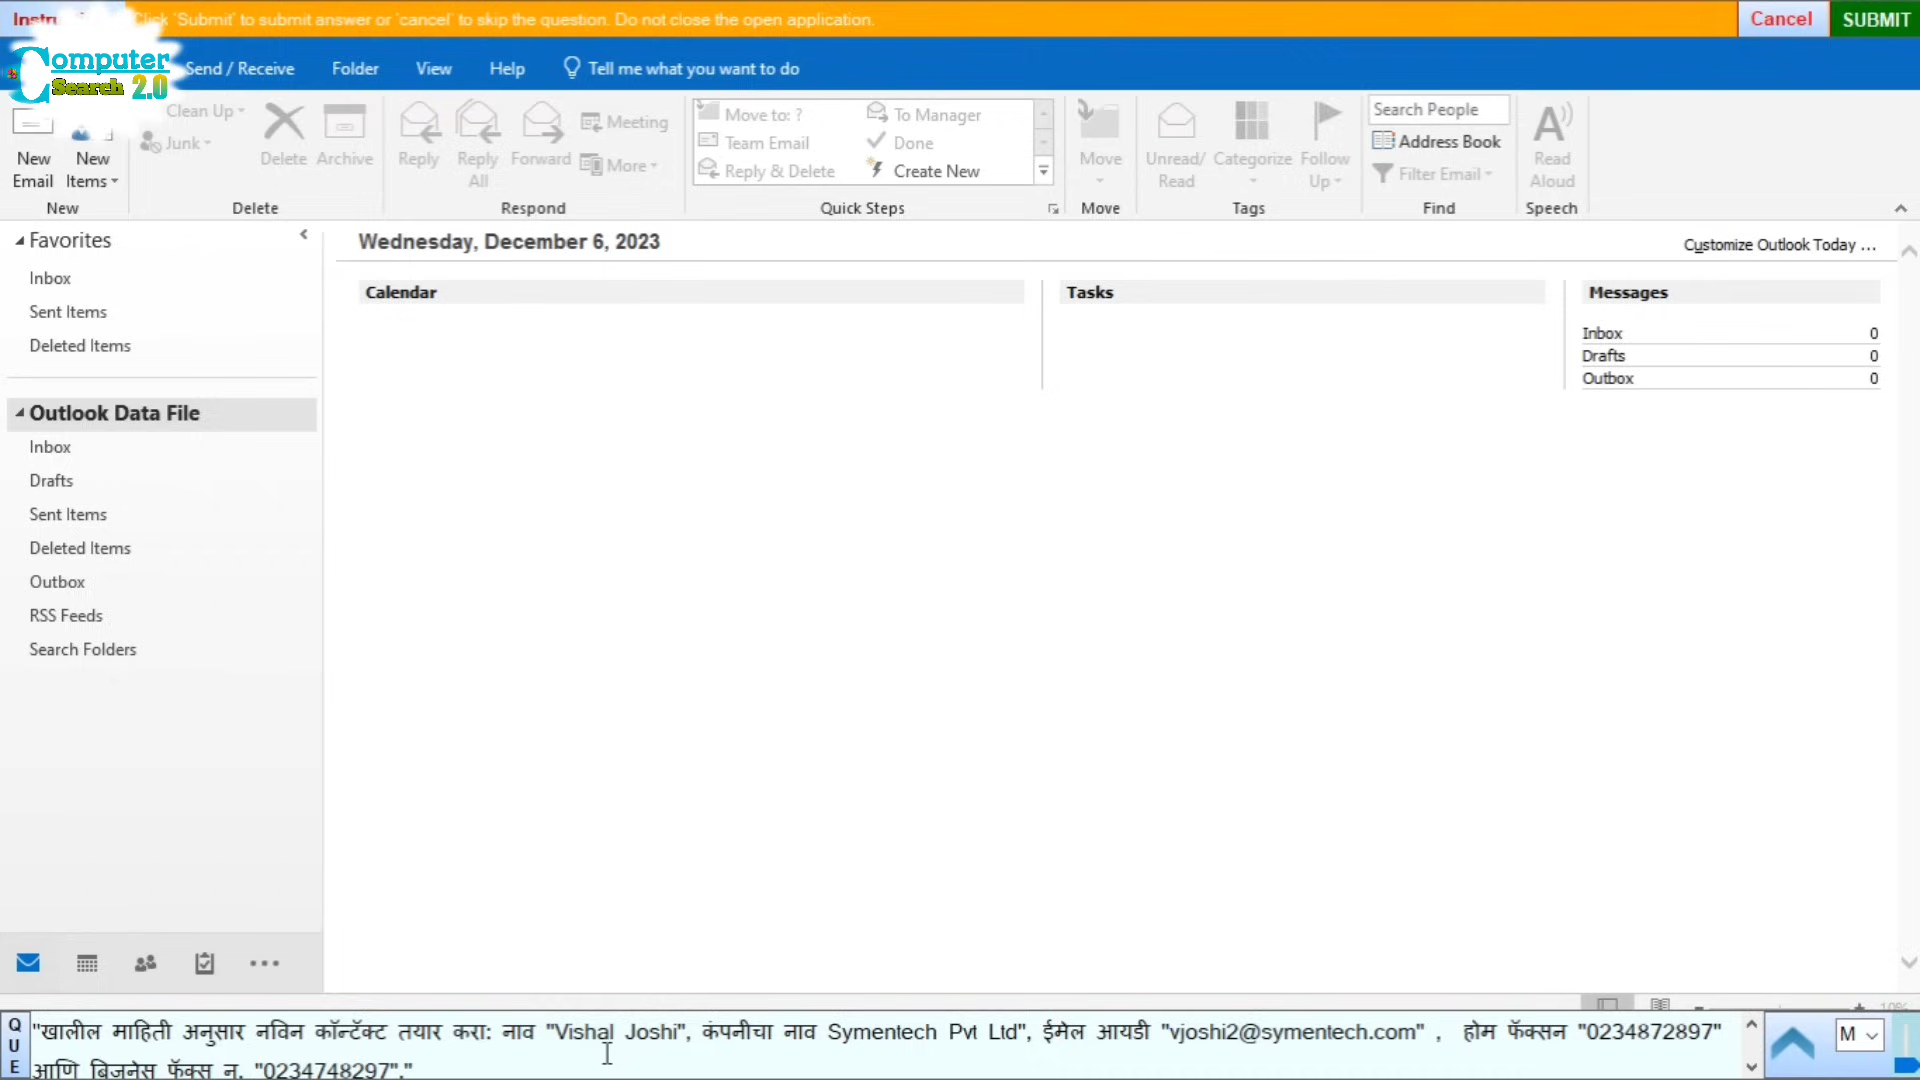 Click 'Submit' to submit answer or 'cancel' to skip the question. Do not close the open application.
Cancel
SUBMIT
Computer
Search 2.0
Send / Receive
Folder
View
Help
Tell me what you want to do
New
Email
New
Items
New
Clean Up
Junk
Delete
Archive
Delete
Reply
Reply
All
Forward
Meeting
More
Respond
Move to: ?
Team Email
Reply & Delete
To Manager
Done
Create New
Quick Steps
Move
Move
Unread/
Read
Categorize
Follow
Up
Tags
Search People
Address Book
Filter Email
Find
Read
Aloud
Speech
Favorites
Inbox
Sent Items
Deleted Items
Outlook Data File
Inbox
Drafts
Sent Items
Deleted Items
Outbox
RSS Feeds
Search Folders
Wednesday, December 6, 2023
Customize Outlook Today ...
Calendar
Tasks
Messages
Inbox 0
Drafts 0
Outbox 0
QUE
"खालील माहिती अनुसार नविन कॉन्टॅक्ट तयार करा: नाव "Vishal Joshi", कंपनीचा नाव Symentech Pvt Ltd", ईमेल आयडी "vjoshi2@symentech.com" , होम फॅक्सन "0234872897"
आणि बिजनेस फॅक्स न. "0234748297"."
M